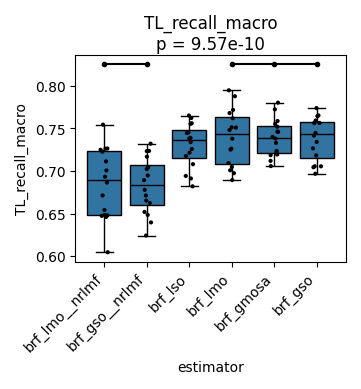 TL_recall_macro
p = 9.57e-10
TL_recall_macro
0.80
0.75
0.70
0.65
0.60
brf_lmo__nrlmf
brf_gso__nrlmf
brf_lso
brf_lmo
brf_gmosa
brf_gso
estimator